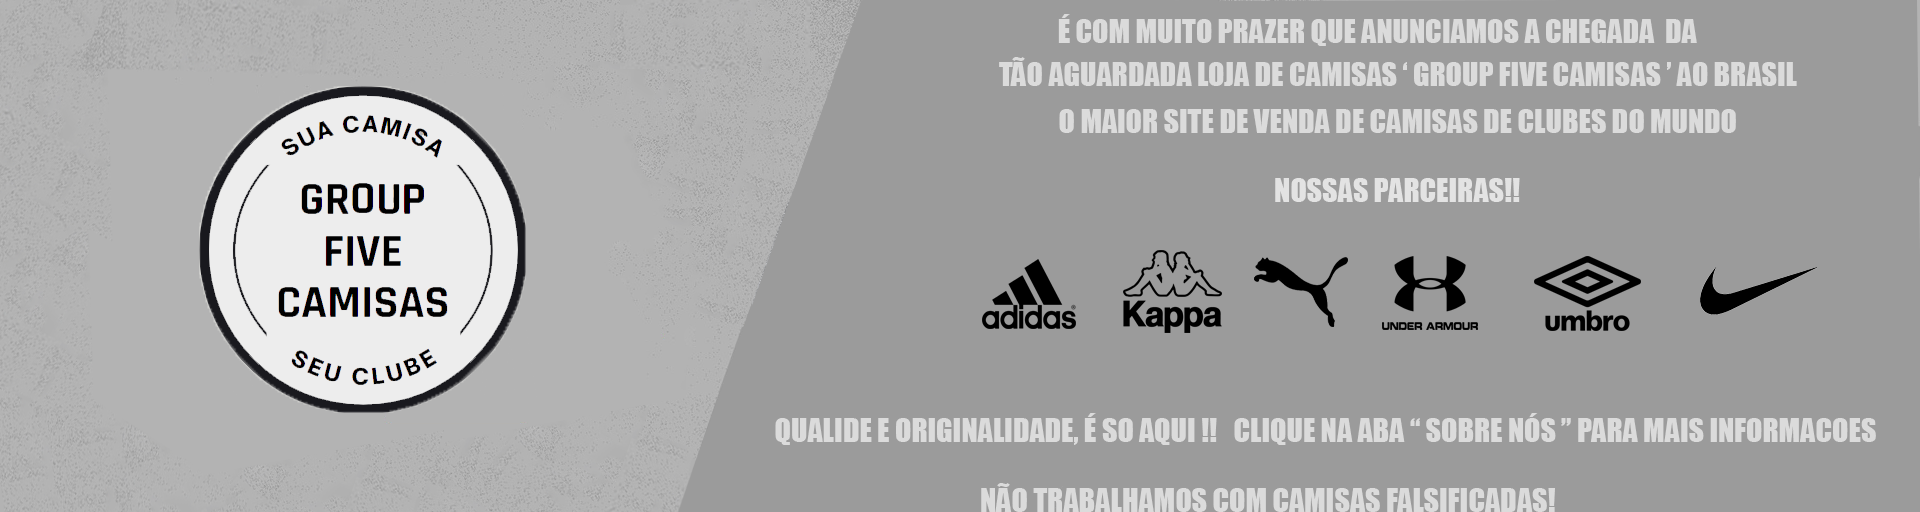 SUA CAMISA
GROUP
FIVE
CAMISAS
SEU CLUBE
É COM MUITO PRAZER QUE ANUNCIAMOS A CHEGADA DA
TÃO AGUARDADA LOJA DE CAMISAS ‘ GROUP FIVE CAMISAS ’ AO BRASIL
O MAIOR SITE DE VENDA DE CAMISAS DE CLUBES DO MUNDO
NOSSAS PARCEIRAS!!
adidas
Kappa
UNDER ARMOUR
umbro
QUALIDE E ORIGINALIDADE, É SO AQUI !! CLIQUE NA ABA “ SOBRE NÓS ” PARA MAIS INFORMACOES
NÃO TRABALHAMOS COM CAMISAS FALSIFICADAS!